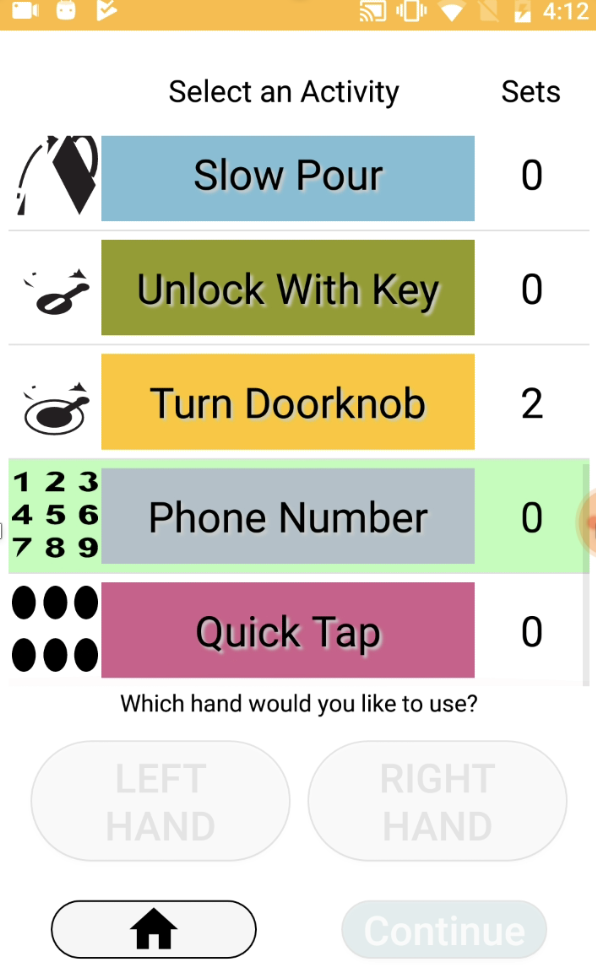 4:12
Select an Activity Sets
Slow Pour 0
Unlock With Key 0
Turn Doorknob 2
1 2 3
4 5 6
7 8 9
Phone Number 0
Quick Tap 0
Which hand would you like to use?
LEFT
HAND
RIGHT
HAND
Continue